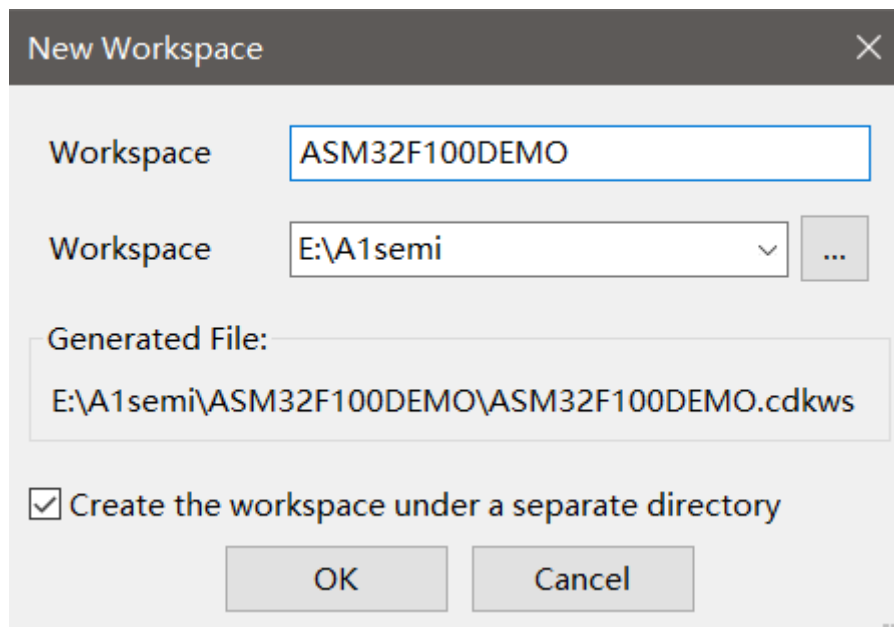 New Workspace
Workspace ASM32F100DEMO
Workspace E:\A1semi ...
Generated File:
E:\A1semi\ASM32F100DEMO\ASM32F100DEMO.cdkws
Create the workspace under a separate directory
OK Cancel